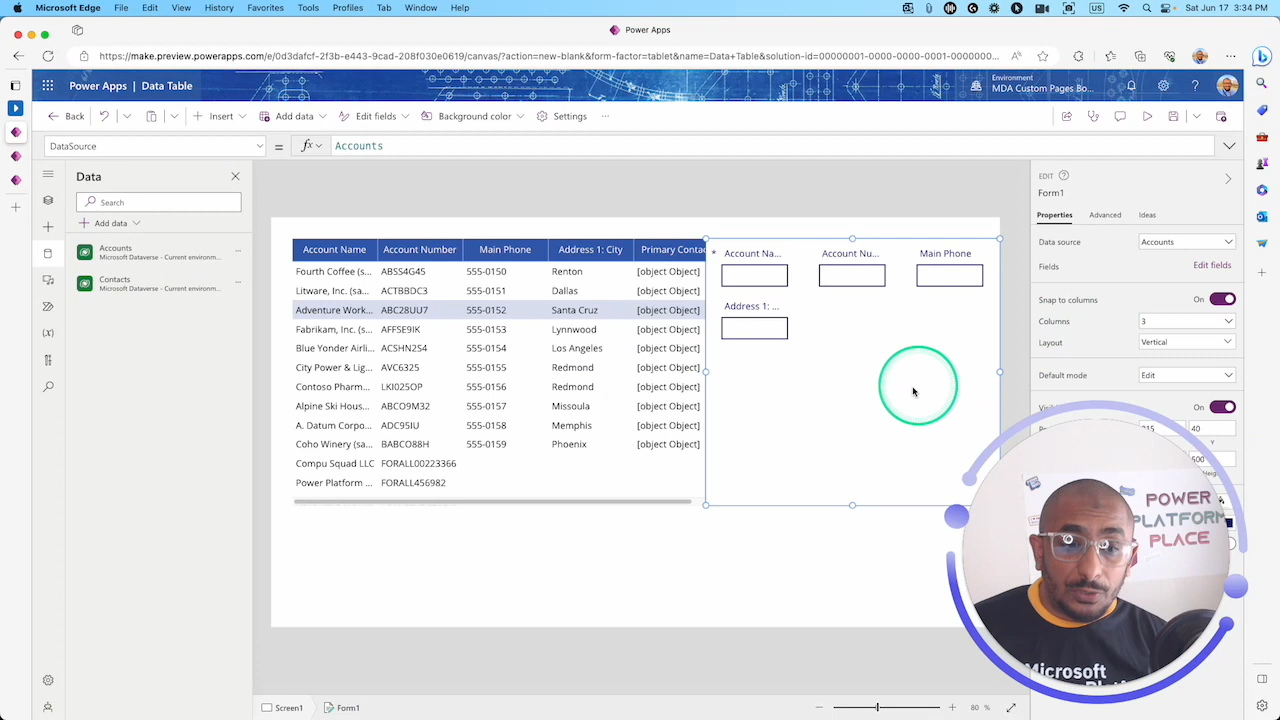 Microsoft Edge File Edit View History Favorites Tools Profiles Tab Window Help US Sat Jun 17 3:34 PM
Power Apps
https://make.preview.powerapps.com/e/0d3dafcf-2f3b-e443-9cad-208f030e0619/canvas/?action=new-blank&form-factor=tablet&name=Data+Table&solution-id=00000001-0000-0000-0001-0000000...
Power Apps | Data Table
Environment
MDA Custom Pages Bo...
Back Insert Add data Edit fields Background color Settings ...
DataSource = fx Accounts
Data
Search
Add data
Accounts
Microsoft Dataverse - Current environm...
Contacts
Microsoft Dataverse - Current environm...
Account Name Account Number Main Phone Address 1: City Primary Contac
Fourth Coffee (s... ABSS4G45 555-0150 Renton [object Object]
Litware, Inc. (sa... ACTBBDC3 555-0151 Dallas [object Object]
Adventure Work... ABC28UU7 555-0152 Santa Cruz [object Object]
Fabrikam, Inc. (s... AFFSE9IK 555-0153 Lynnwood [object Object]
Blue Yonder Airli... ACSHN2S4 555-0154 Los Angeles [object Object]
City Power & Lig... AVC6325 555-0155 Redmond [object Object]
Contoso Pharm... LKI025OP 555-0156 Redmond [object Object]
Alpine Ski Hous... ABCO9M32 555-0157 Missoula [object Object]
A. Datum Corpo... ADC95IU 555-0158 Memphis [object Object]
Coho Winery (sa... BABCO88H 555-0159 Phoenix [object Object]
Compu Squad LLC FORALL00223366
Power Platform ... FORALL456982
* Account Na... Account Nu... Main Phone
Address 1: ...
EDIT
Form1
Properties Advanced Ideas
Data source Accounts
Fields Edit fields
Snap to columns On
Columns 3
Layout Vertical
Default mode Edit
On
40
Y
500
POWER
PLATFORM
PLACE
Microsoft
Screen1 Form1
80 %